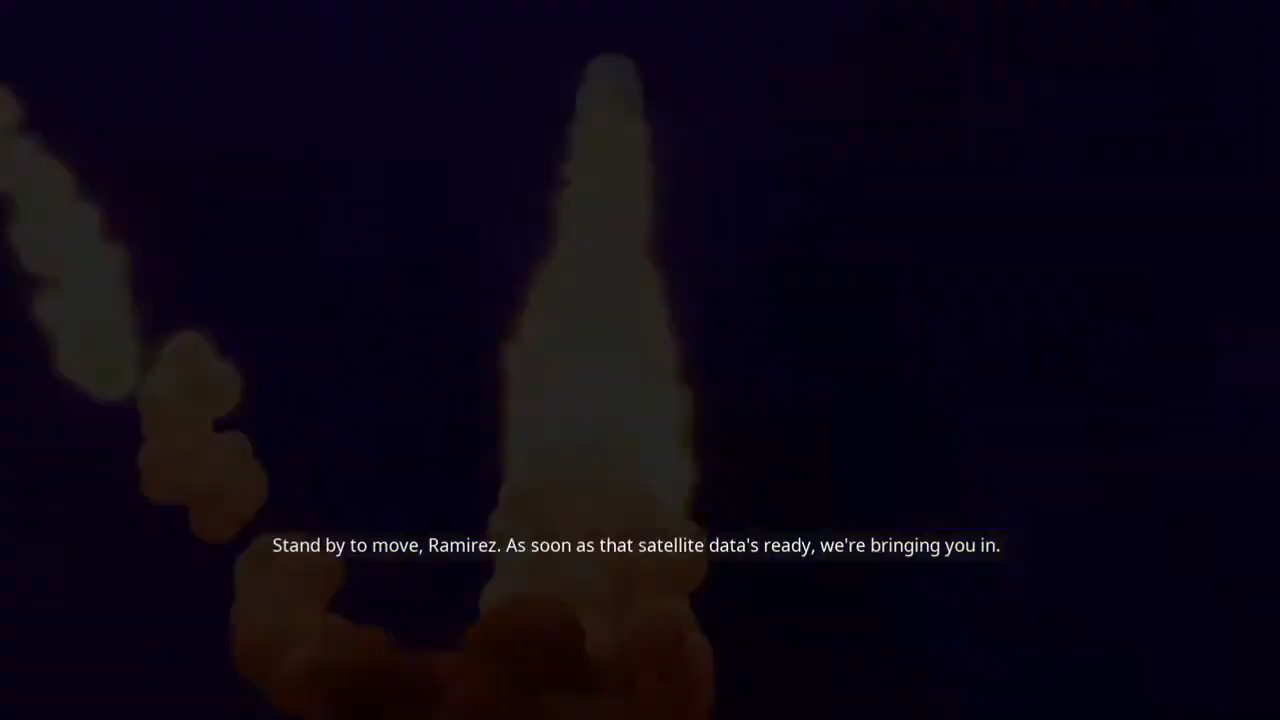 Stand by to move, Ramirez. As soon as that satellite data's ready, we're bringing you in.